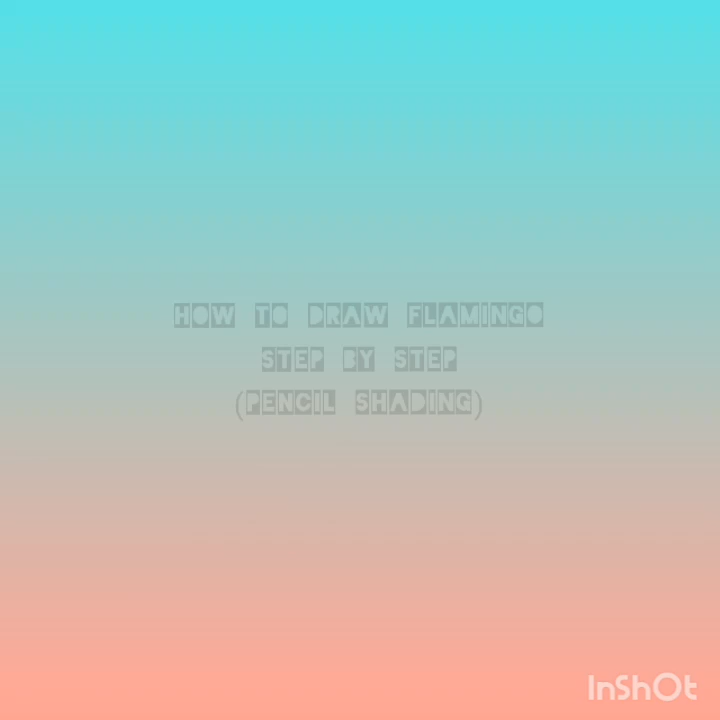 HOW TO DRAW FLAMINGO
STEP BY STEP
(PENCIL SHADING)
InShOt